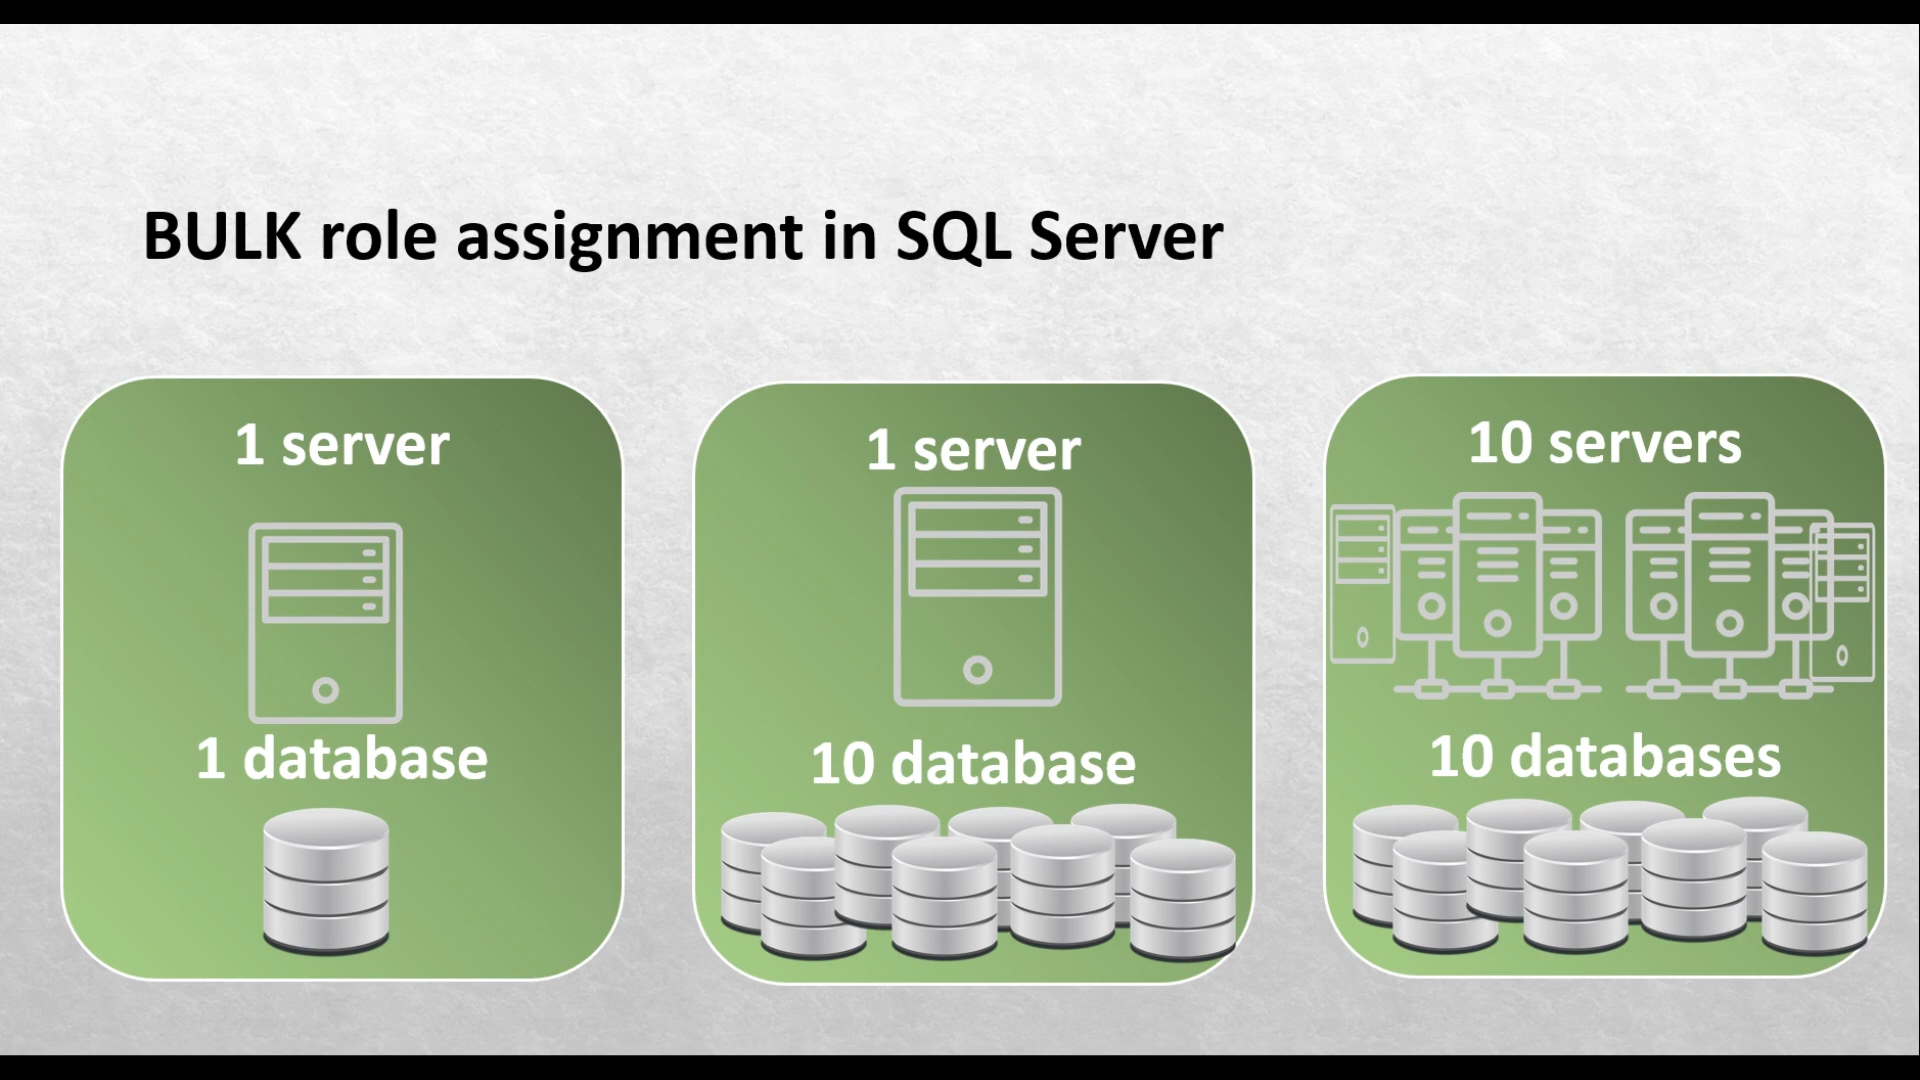 BULK role assignment in SQL Server
1 server
1 database
1 server
10 database
10 servers
10 databases